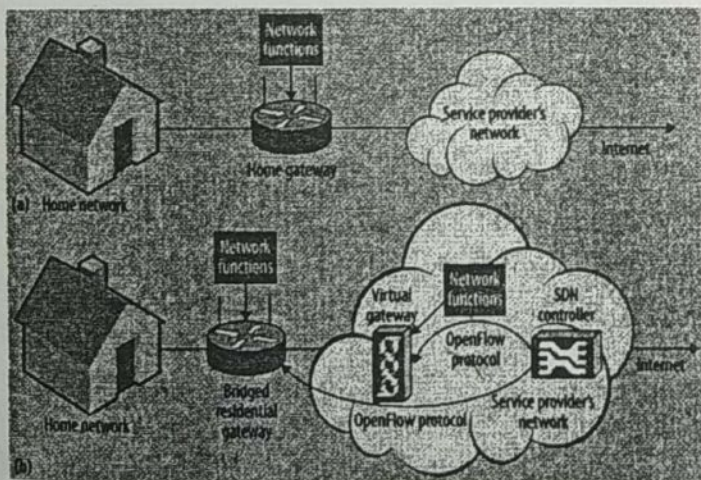 Network
functions
Service provider's
network
Internet
Home gateway
(a)
Home network
Network
functions
Network
functions
Virtual
gateway
SDN
controller
OpenFlow
protocol
Internet
Bridged
residential
gateway
OpenFlow protocol
Service provider's
network
Home network
(b)